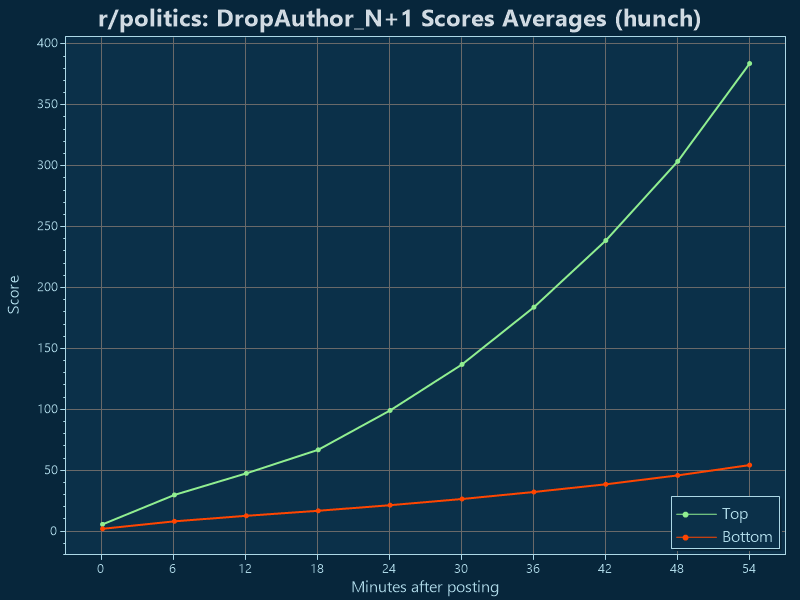 r/politics: DropAuthor_N+1 Scores Averages (hunch)
400
350
300
250
200
150
100
50
0
Score
0 6 12 18 24 30 36 42 48 54
Minutes after posting
Top
Bottom